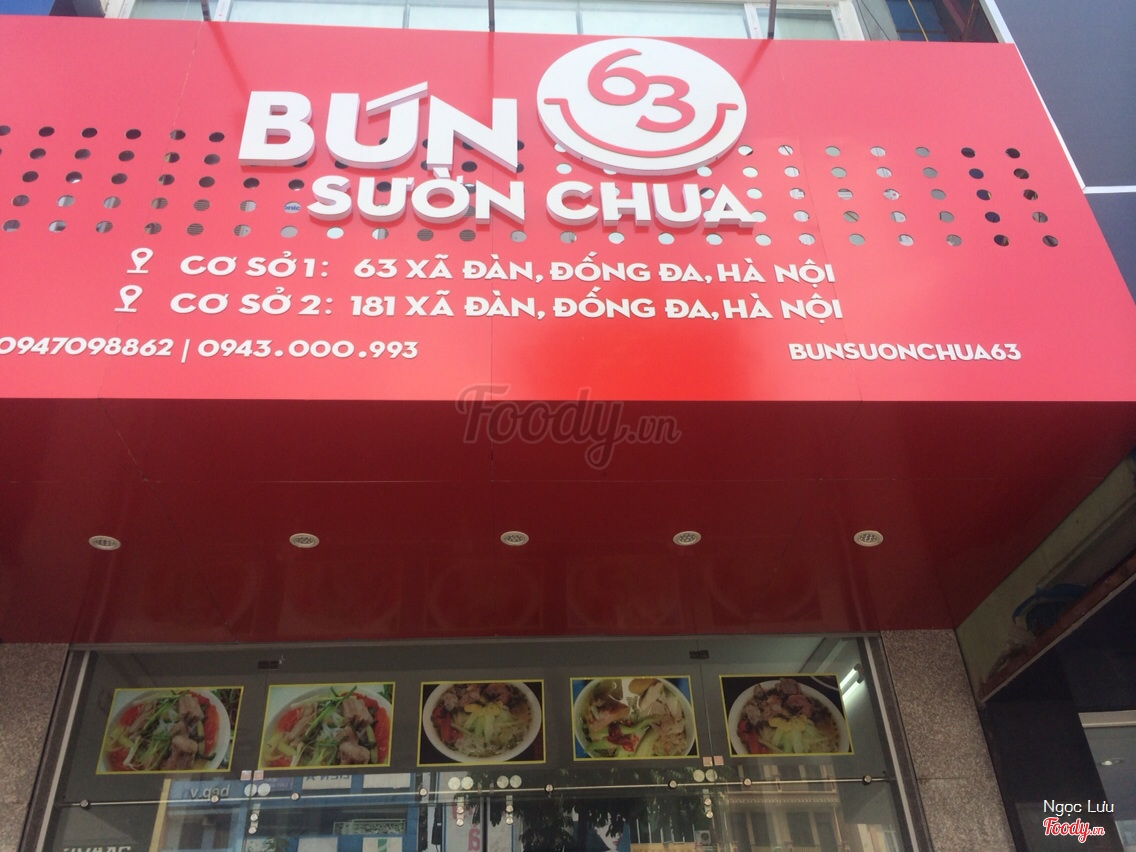 BÚN 63
SƯỜN CHUA
CƠ SỞ 1: 63 XÃ ĐÀN, ĐỐNG ĐA, HÀ NỘI
CƠ SỞ 2: 181 XÃ ĐÀN, ĐỐNG ĐA, HÀ NỘI
0947098862 | 0943.000.993 BUNSUONCHUA63
Foody.vn
bep.v
Ngọc Lưu
Foody.vn